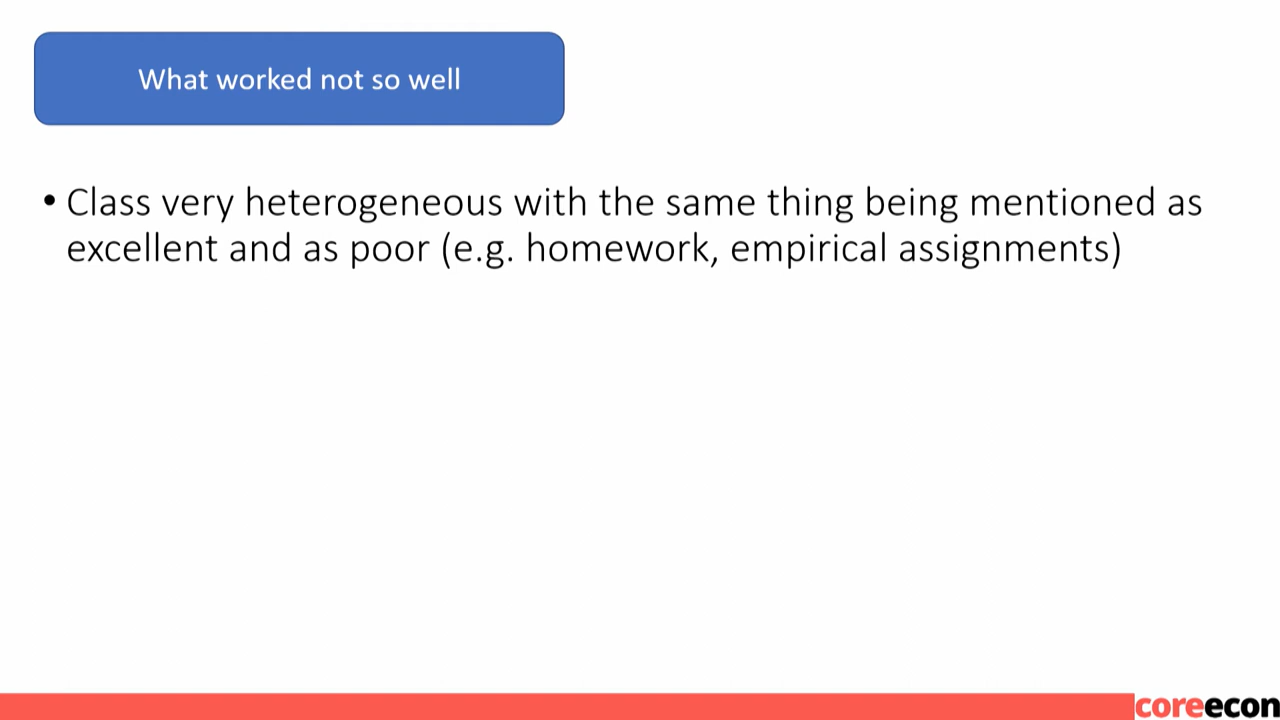 What worked not so well
• Class very heterogeneous with the same thing being mentioned as
excellent and as poor (e.g. homework, empirical assignments)
coreecon